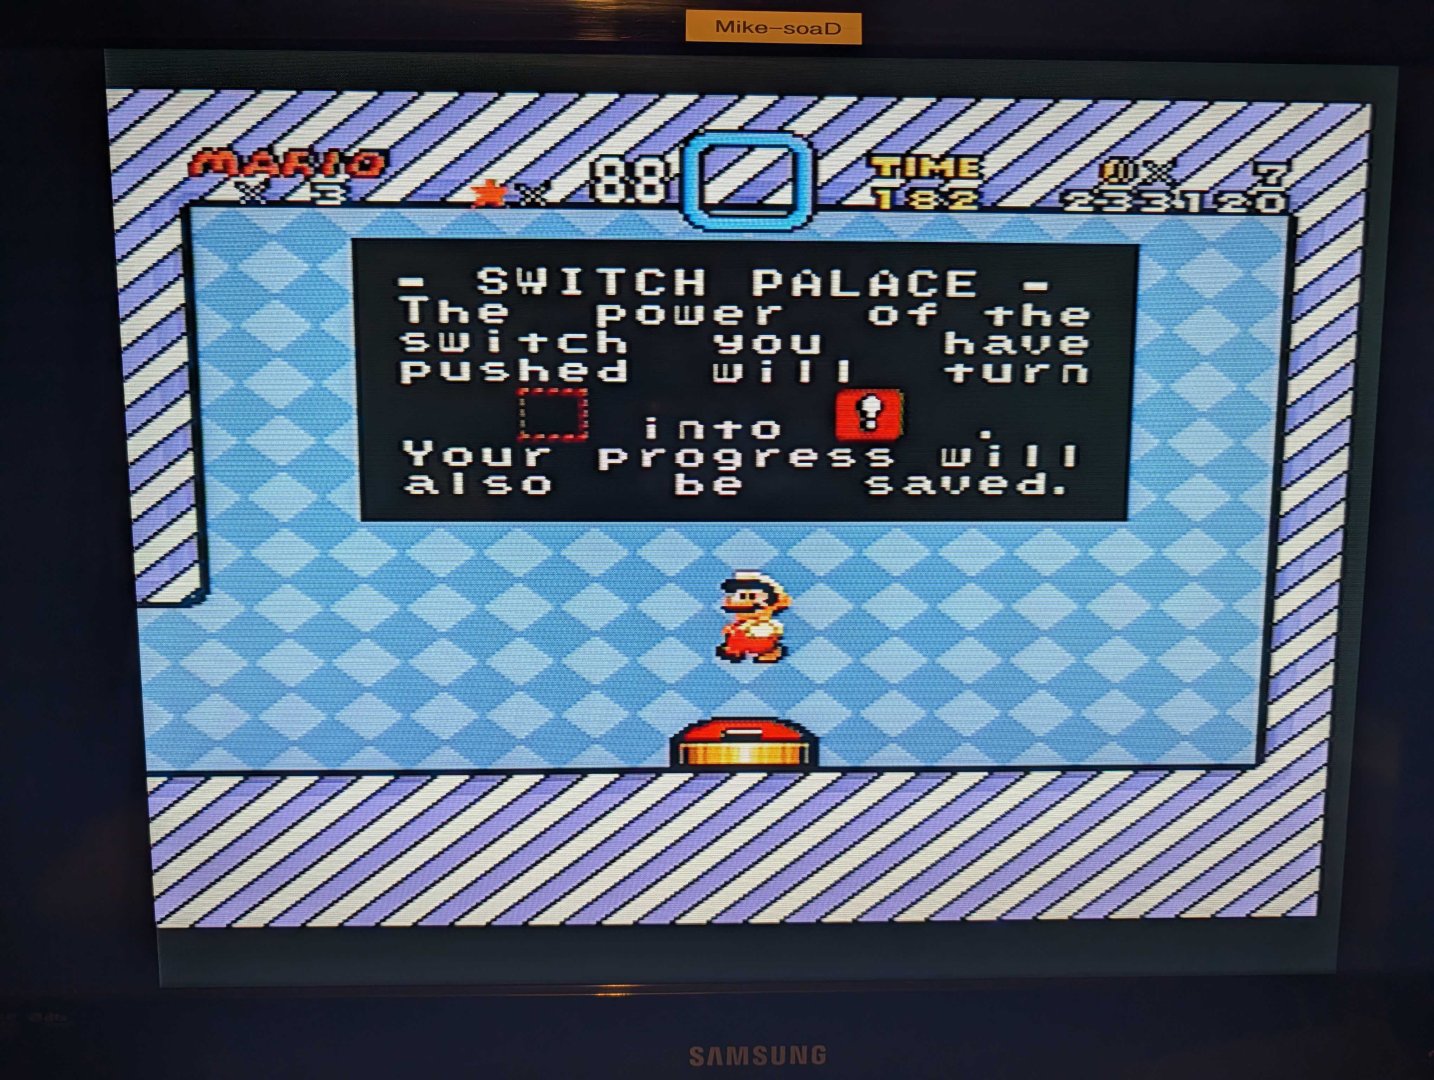 Mike-soaD
MARIO
× 3
★× 88
TIME
182
× 7
233120
- SWITCH PALACE -
The power of the
switch you have
pushed will turn
into ! .
Your progress will
also be saved.
SAMSUNG